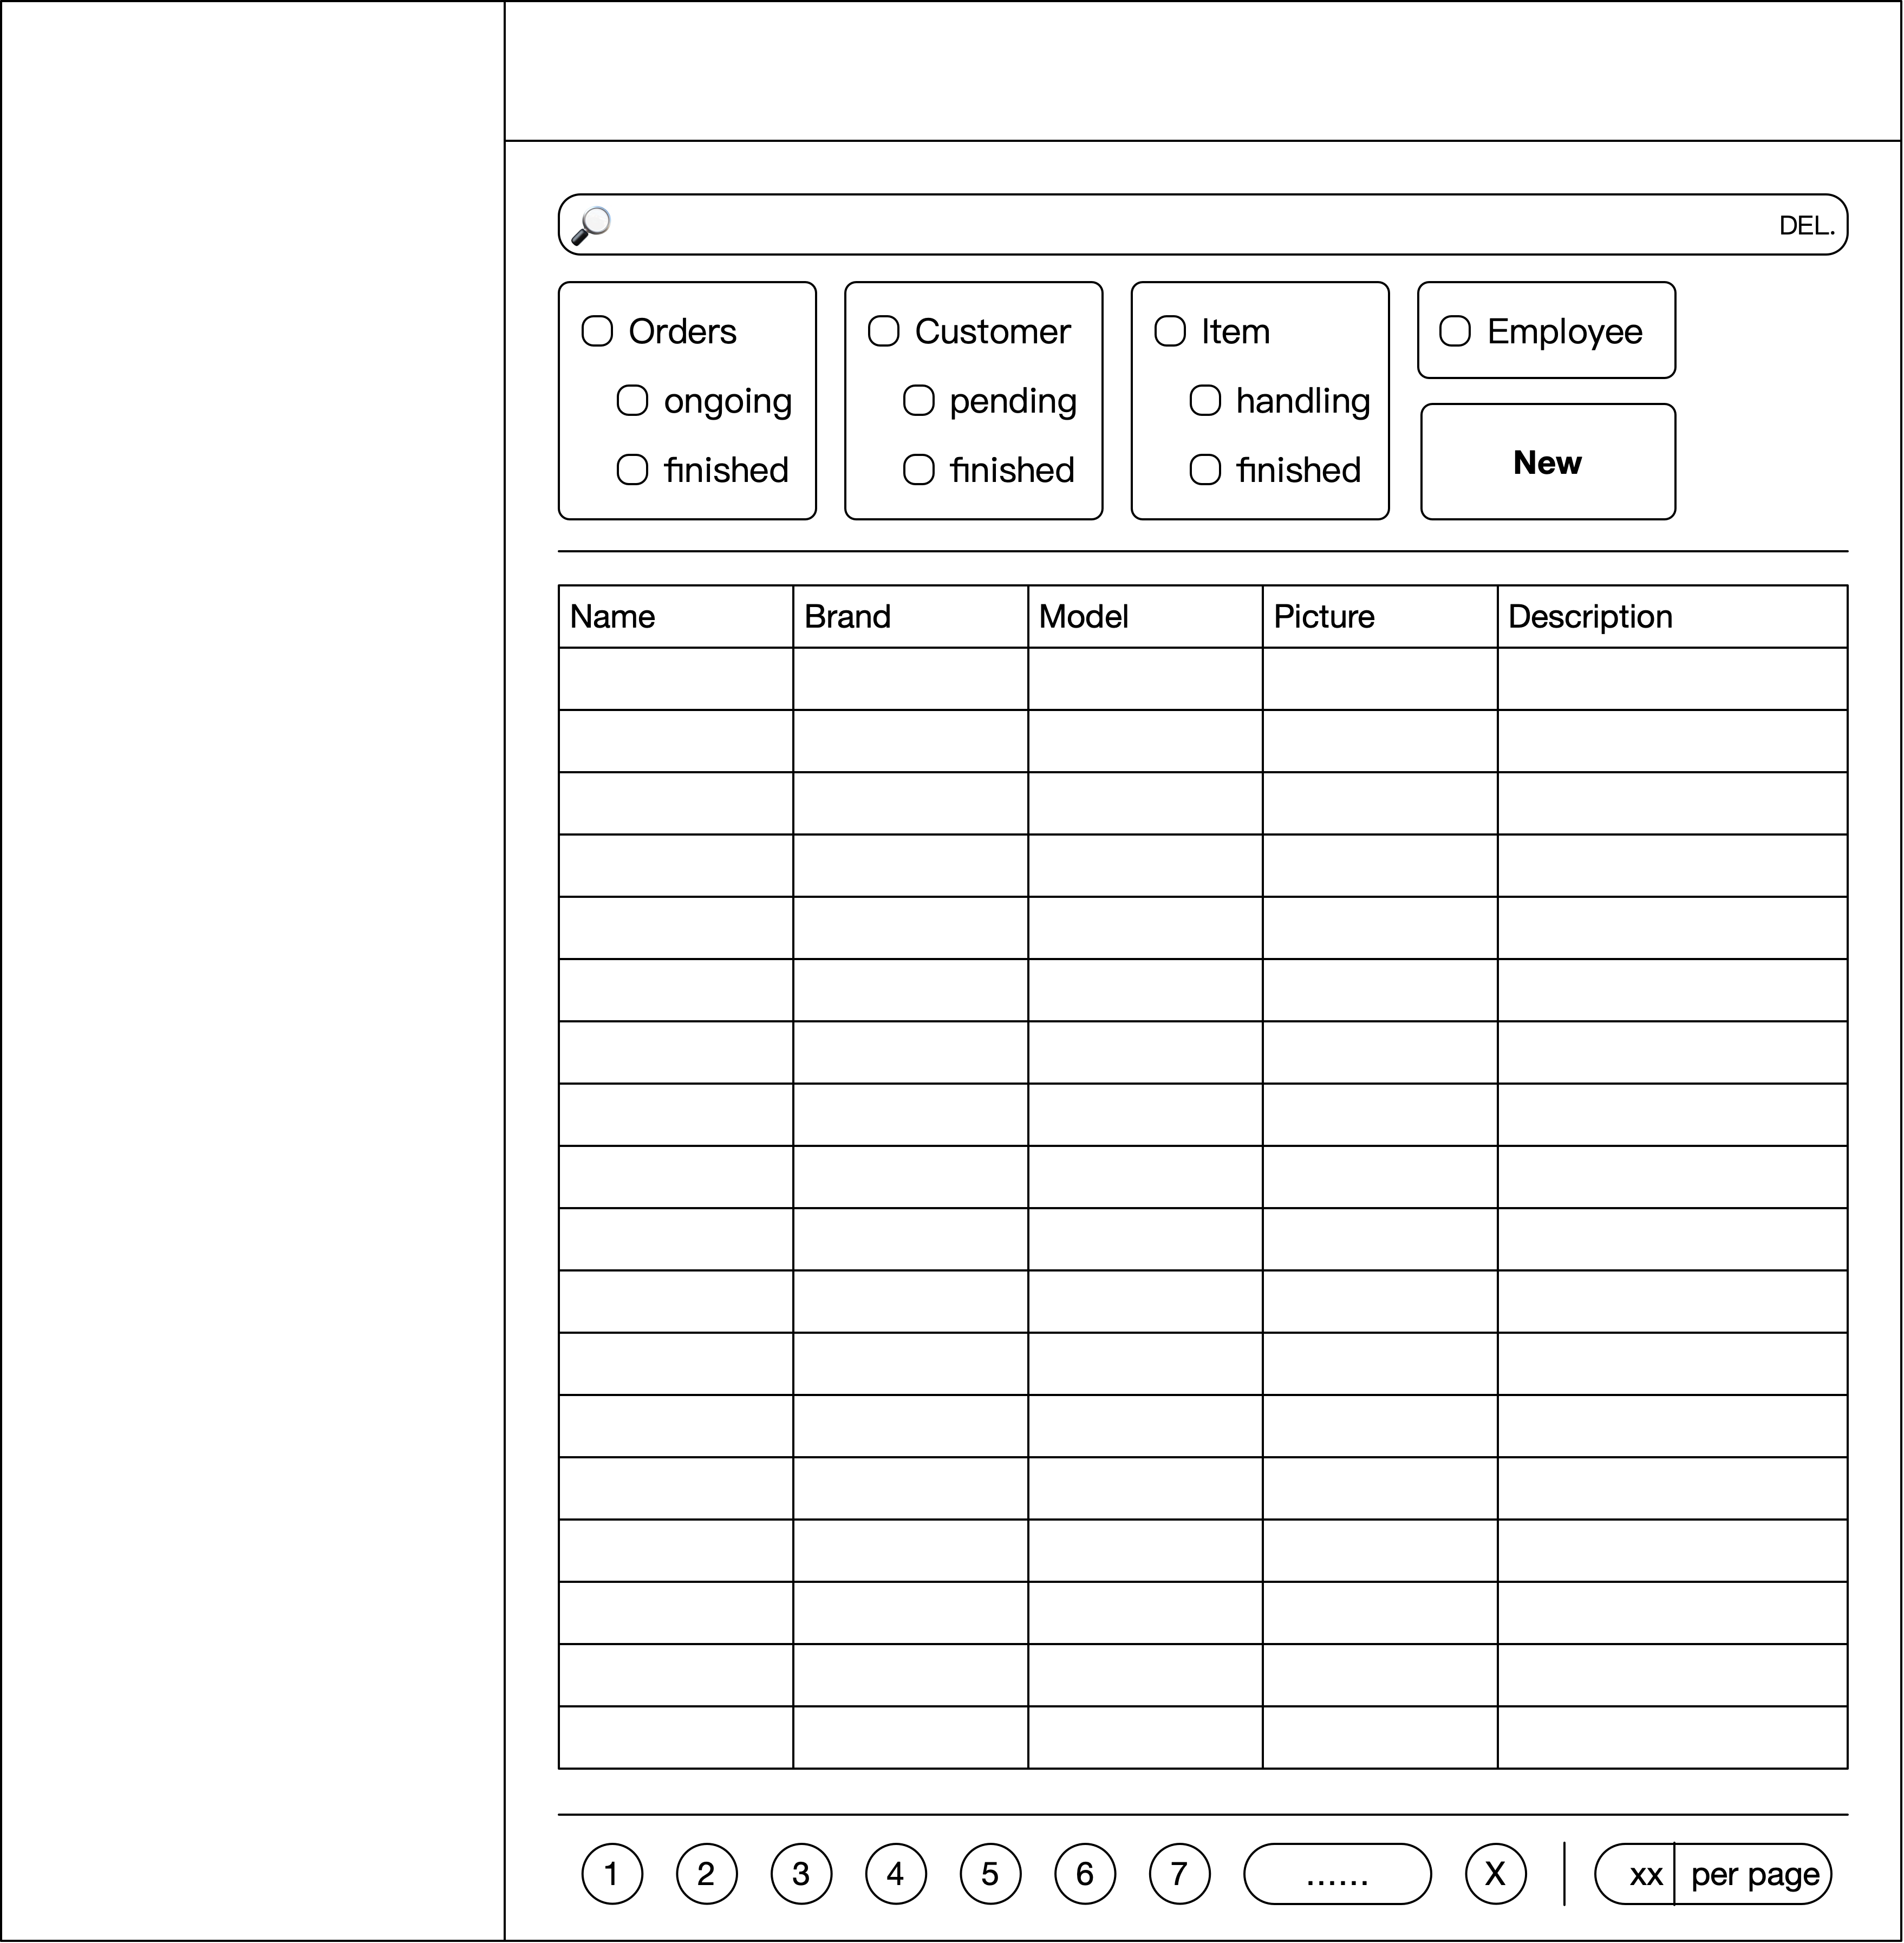 DEL.
Orders
ongoing
finished
Customer
pending
finished
Item
handling
finished
Employee
New
Name Brand Model Picture Description
1 2 3 4 5 6 7 ...... X xx per page